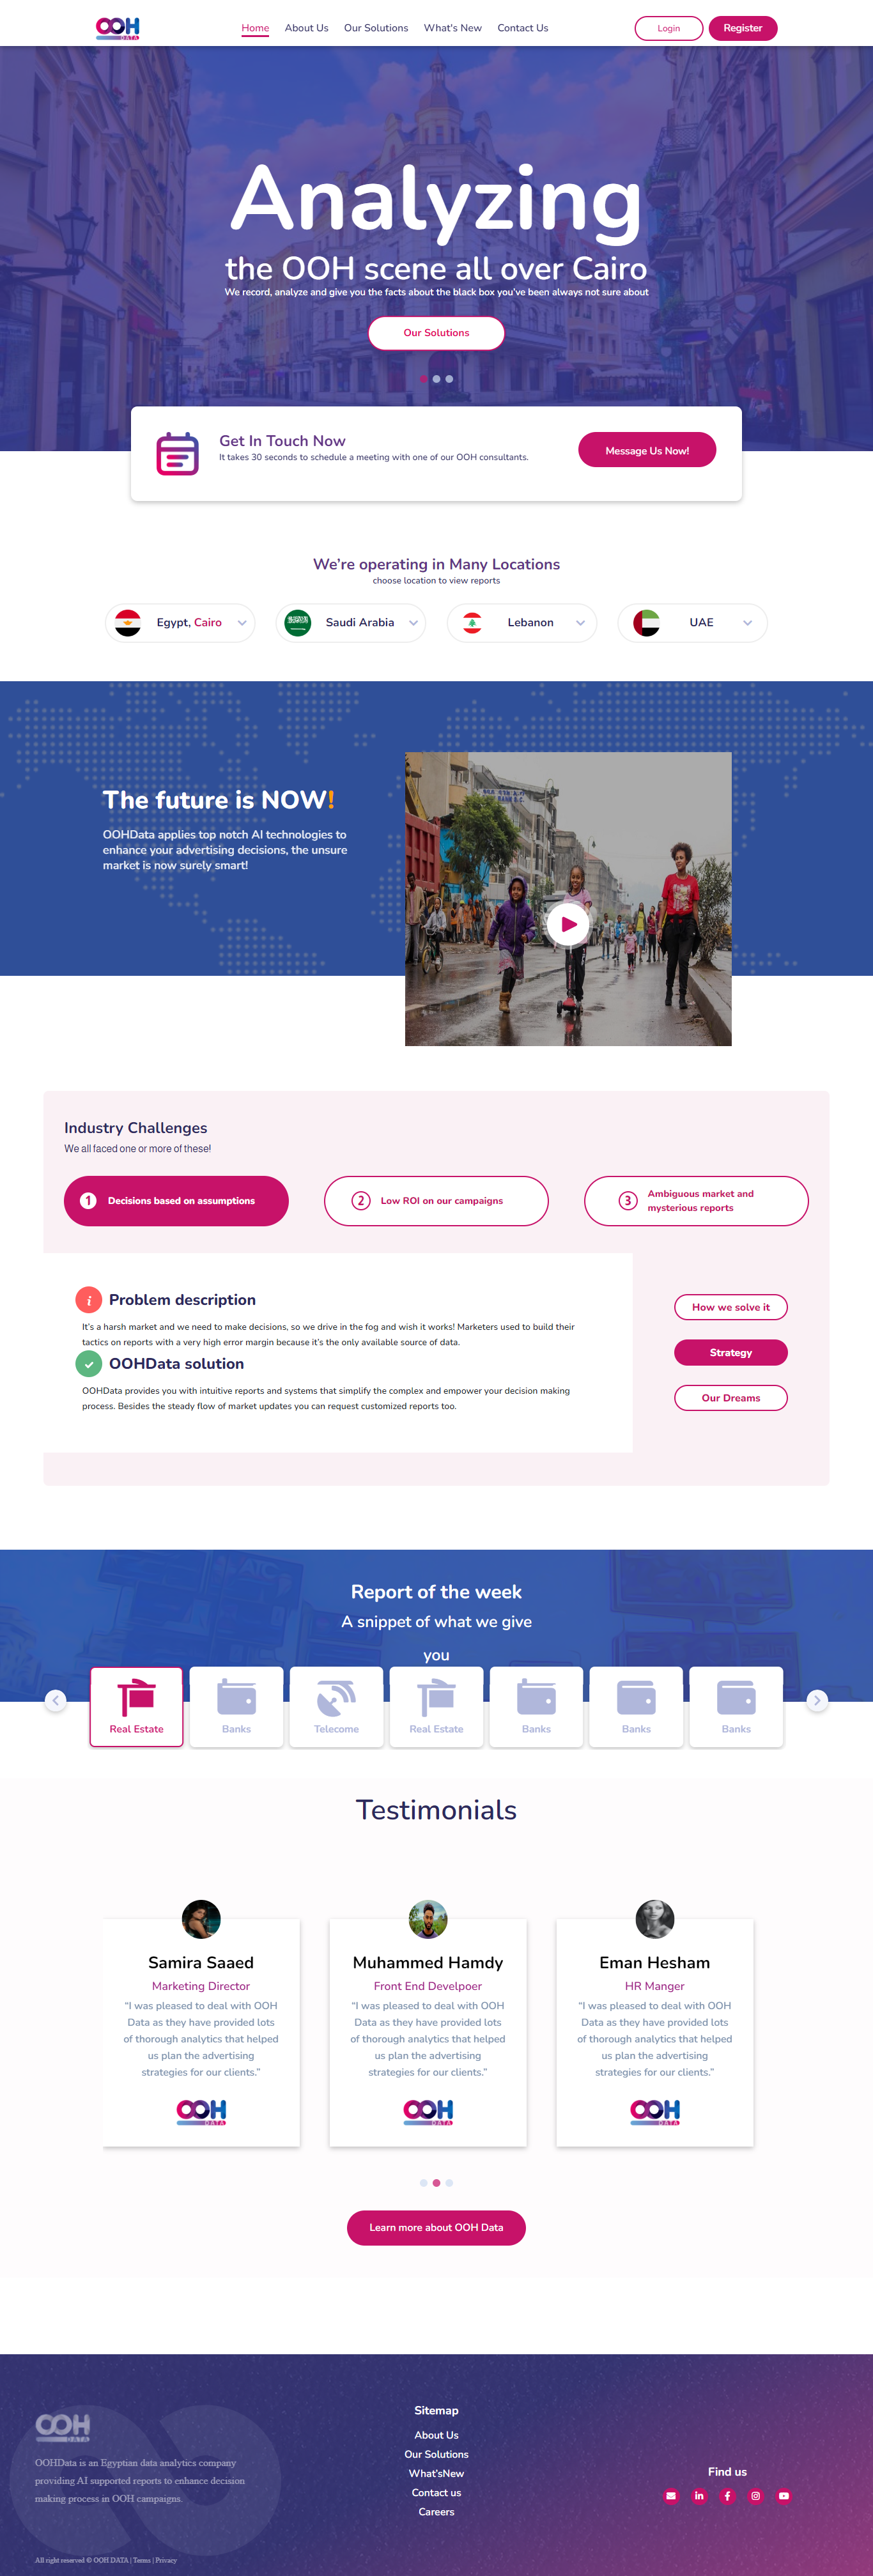 OOH
DATA
Home
About Us
Our Solutions
What's New
Contact Us
Login
Register
Analyzing
the OOH scene all over Cairo
We record, analyze and give you the facts about the black box you've been always not sure about
Our Solutions
Get In Touch Now
It takes 30 seconds to schedule a meeting with one of our OOH consultants.
Message Us Now!
We're operating in Many Locations
choose location to view reports
Egypt, Cairo
Saudi Arabia
Lebanon
UAE
The future is NOW!
OOHData applies top notch AI technologies to
enhance your advertising decisions, the unsure
market is now surely smart!
Industry Challenges
We all faced one or more of these!
1 Decisions based on assumptions
2 Low ROI on our campaigns
3 Ambiguous market and
mysterious reports
Problem description
It's a harsh market and we need to make decisions, so we drive in the fog and wish it works! Marketers used to build their
tactics on reports with a very high error margin because it's the only available source of data.
OOHData solution
OOHData provides you with intuitive reports and systems that simplify the complex and empower your decision making
process. Besides the steady flow of market updates you can request customized reports too.
How we solve it
Strategy
Our Dreams
ATC
Report of the week
A snippet of what we give
you
Real Estate
Banks
Telecome
Real Estate
Banks
Banks
Banks
Testimonials
Samira Saaed
Marketing Director
“I was pleased to deal with OOH
Data as they have provided lots
of thorough analytics that helped
us plan the advertising
strategies for our clients.”
OOH
DATA
Muhammed Hamdy
Front End Develpoer
“I was pleased to deal with OOH
Data as they have provided lots
of thorough analytics that helped
us plan the advertising
strategies for our clients.”
OOH
DATA
Eman Hesham
HR Manger
“I was pleased to deal with OOH
Data as they have provided lots
of thorough analytics that helped
us plan the advertising
strategies for our clients.”
OOH
DATA
Learn more about OOH Data
OOH
DATA
OOHData is an Egyptian data analytics company
providing AI supported reports to enhance decision
making process in OOH campaigns.
All right reserved © OOH DATA | Terms | Privacy
Sitemap
About Us
Our Solutions
What'sNew
Contact us
Careers
Find us